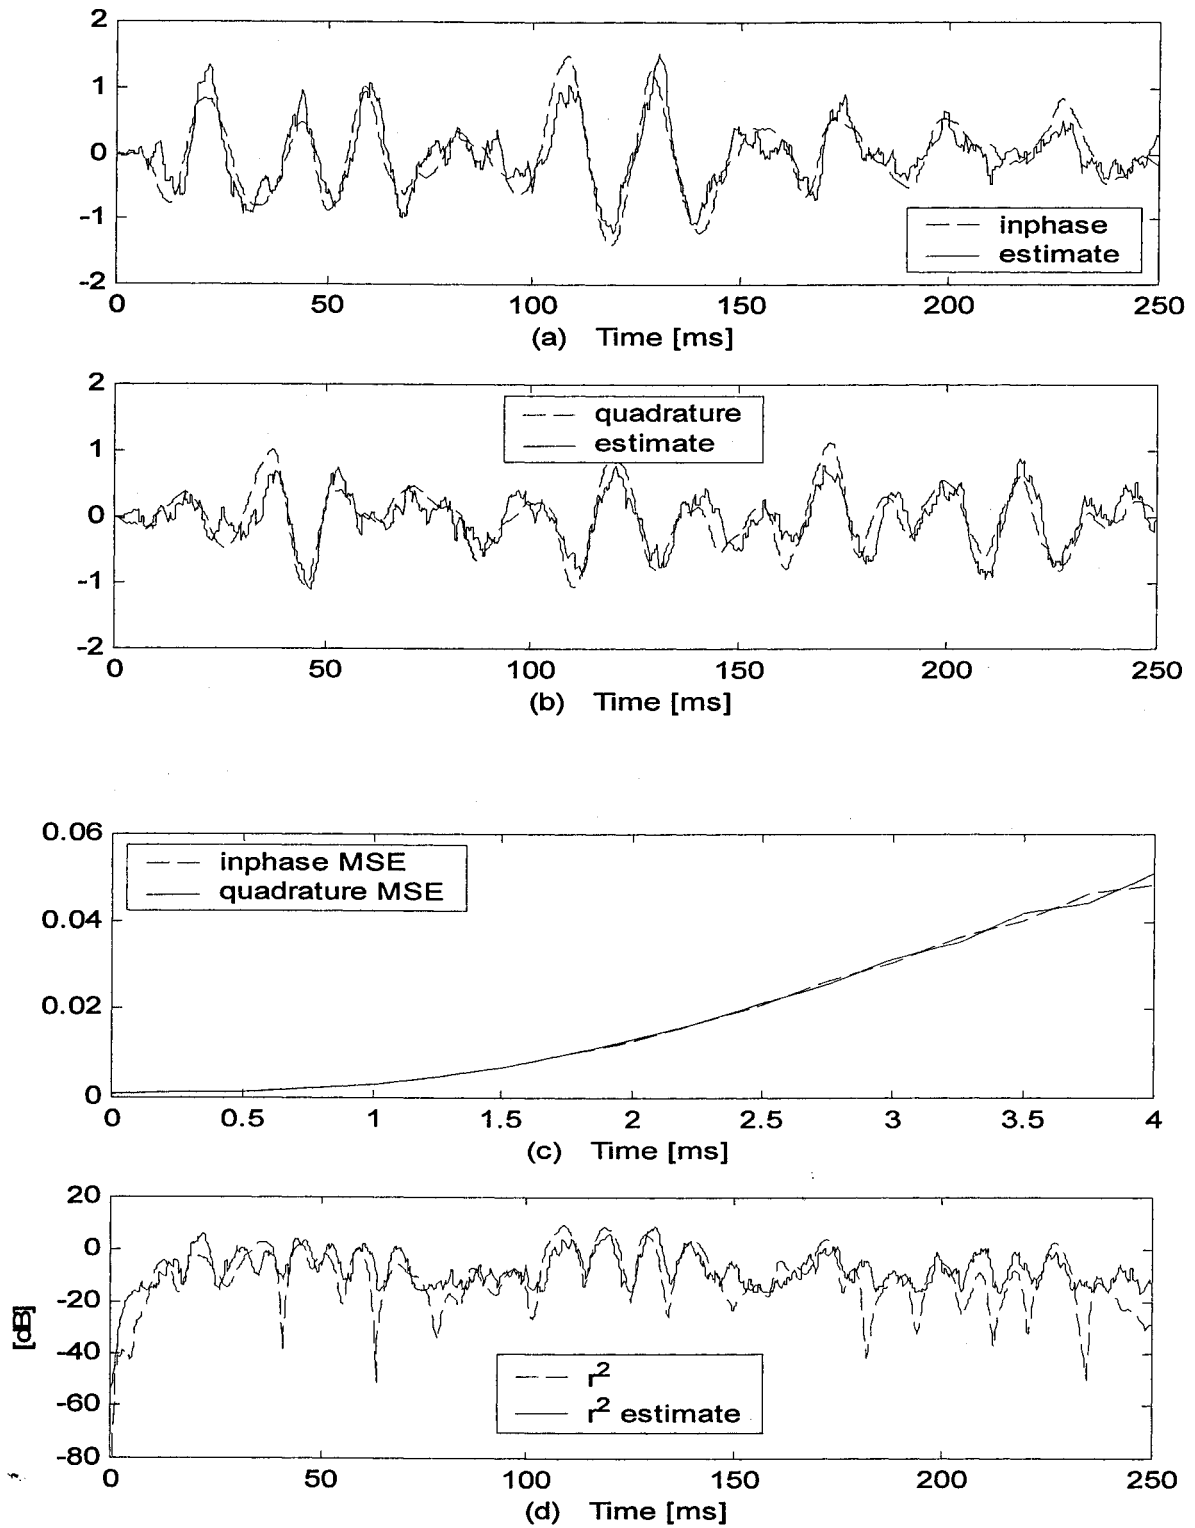 2
1
0
-1
-2
inphase
estimate
0 50 100 150 200 250
(a) Time [ms]
2
1
0
-1
-2
quadrature
estimate
0 50 100 150 200 250
(b) Time [ms]
0.06
0.04
0.02
0
inphase MSE
quadrature MSE
0 0.5 1 1.5 2 2.5 3 3.5 4
(c) Time [ms]
20
0
-20
-40
-60
-80
[dB]
r²
r² estimate
0 50 100 150 200 250
(d) Time [ms]